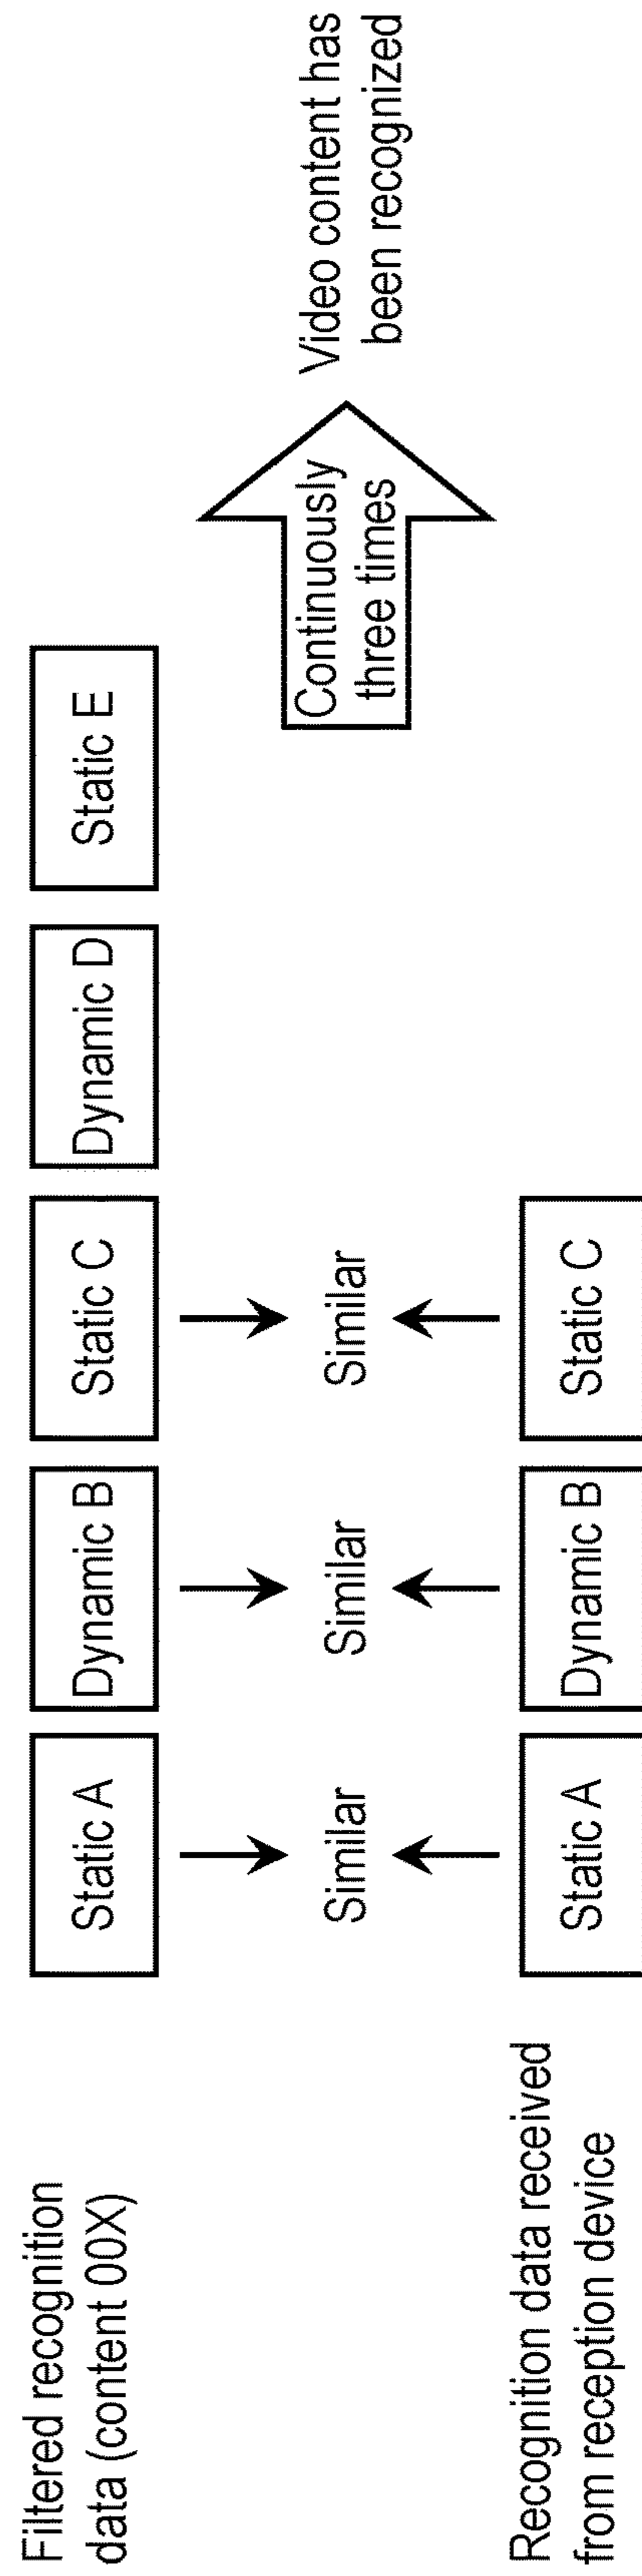 Filtered recognition
data (content 00X)
Static A
Dynamic B
Static C
Dynamic D
Static E
Similar
Similar
Similar
Continuously
three times
Video content has
been recognized
Recognition data received
from reception device
Static A
Dynamic B
Static C